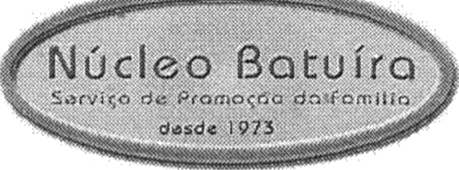 Núcleo Batuíra
Serviço de Promoção da Família
desde 1973